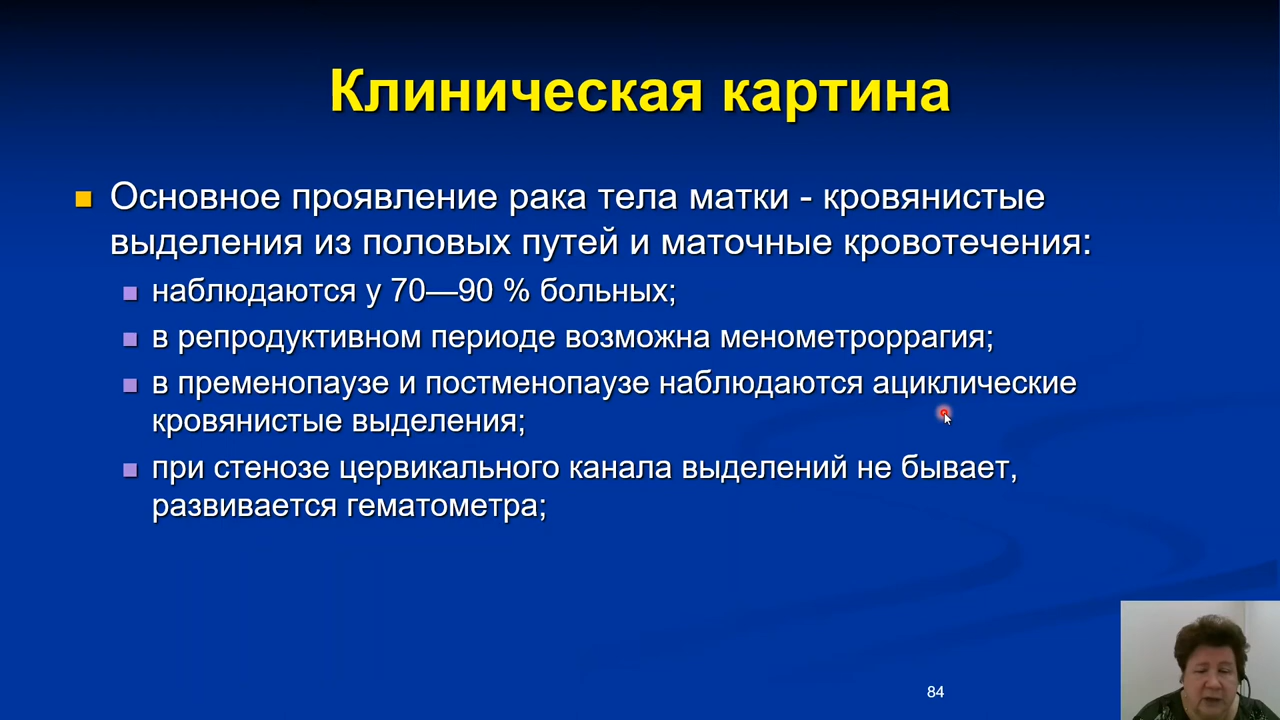 Клиническая картина
Основное проявление рака тела матки - кровянистые
выделения из половых путей и маточные кровотечения:
наблюдаются у 70—90 % больных;
в репродуктивном периоде возможна менометроррагия;
в пременопаузе и постменопаузе наблюдаются ациклические
кровянистые выделения;
при стенозе цервикального канала выделений не бывает,
развивается гематометра;
84